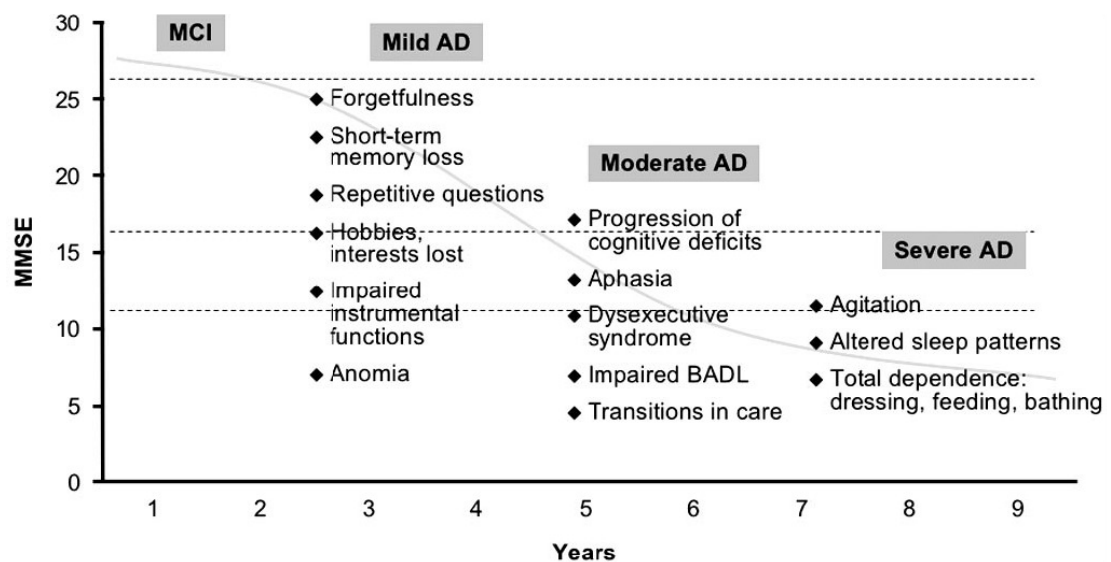 30
25
20
15
10
5
0
MMSE
MCI
Mild AD
◆ Forgetfulness
◆ Short-term
memory loss
◆ Repetitive questions
◆ Hobbies,
interests lost
◆ Impaired
instrumental
functions
◆ Anomia
Moderate AD
◆ Progression of
cognitive deficits
◆ Aphasia
◆ Dysexecutive
syndrome
◆ Impaired BADL
◆ Transitions in care
Severe AD
◆ Agitation
◆ Altered sleep patterns
◆ Total dependence:
dressing, feeding, bathing
1 2 3 4 5 6 7 8 9
Years